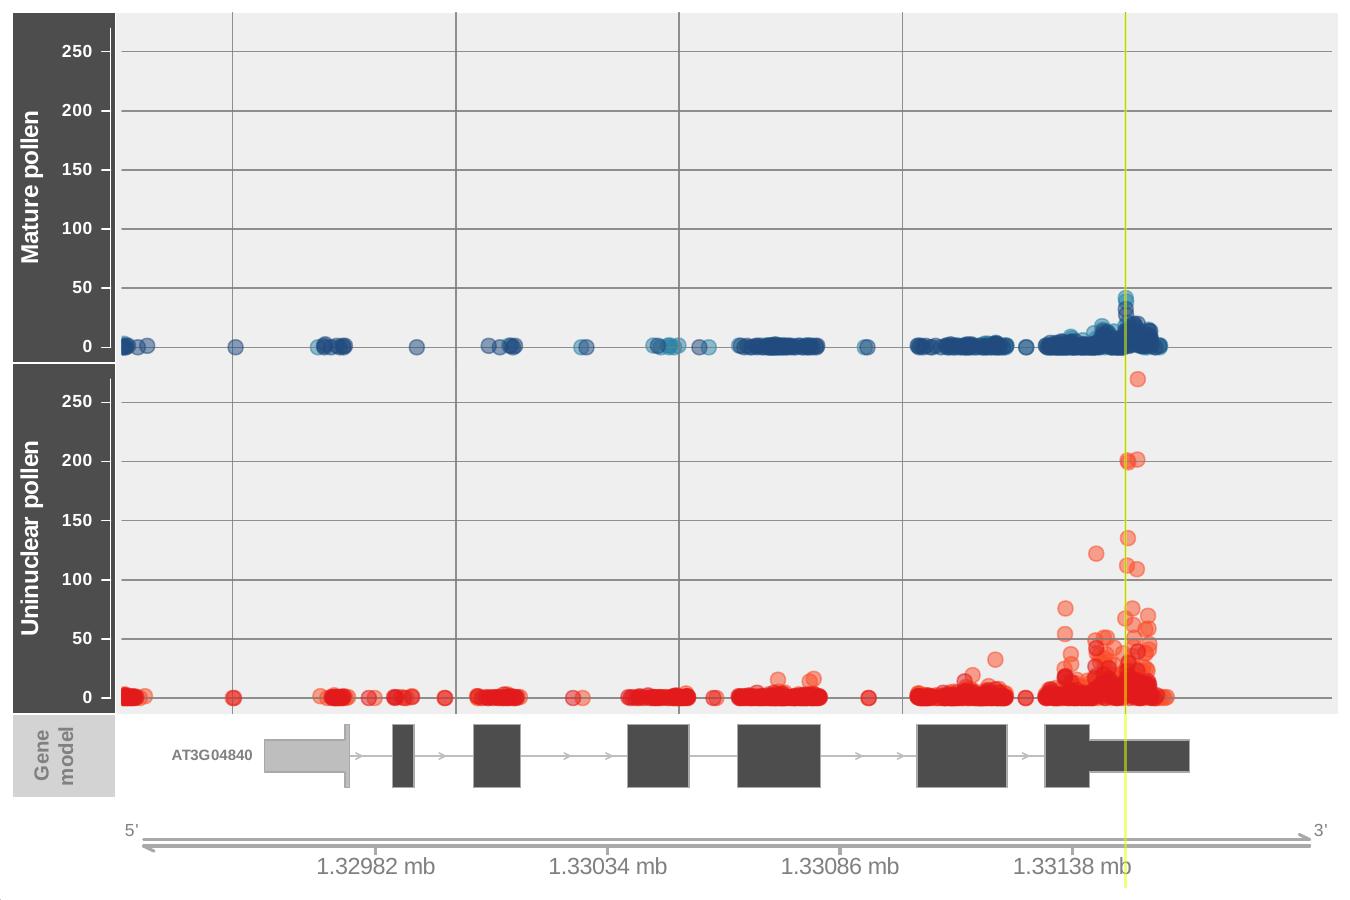 Mature pollen
250
200
150
100
50
0
Uninuclear pollen
250
200
150
100
50
0
Gene
model
AT3G04840
5'
3'
1.32982 mb
1.33034 mb
1.33086 mb
1.33138 mb